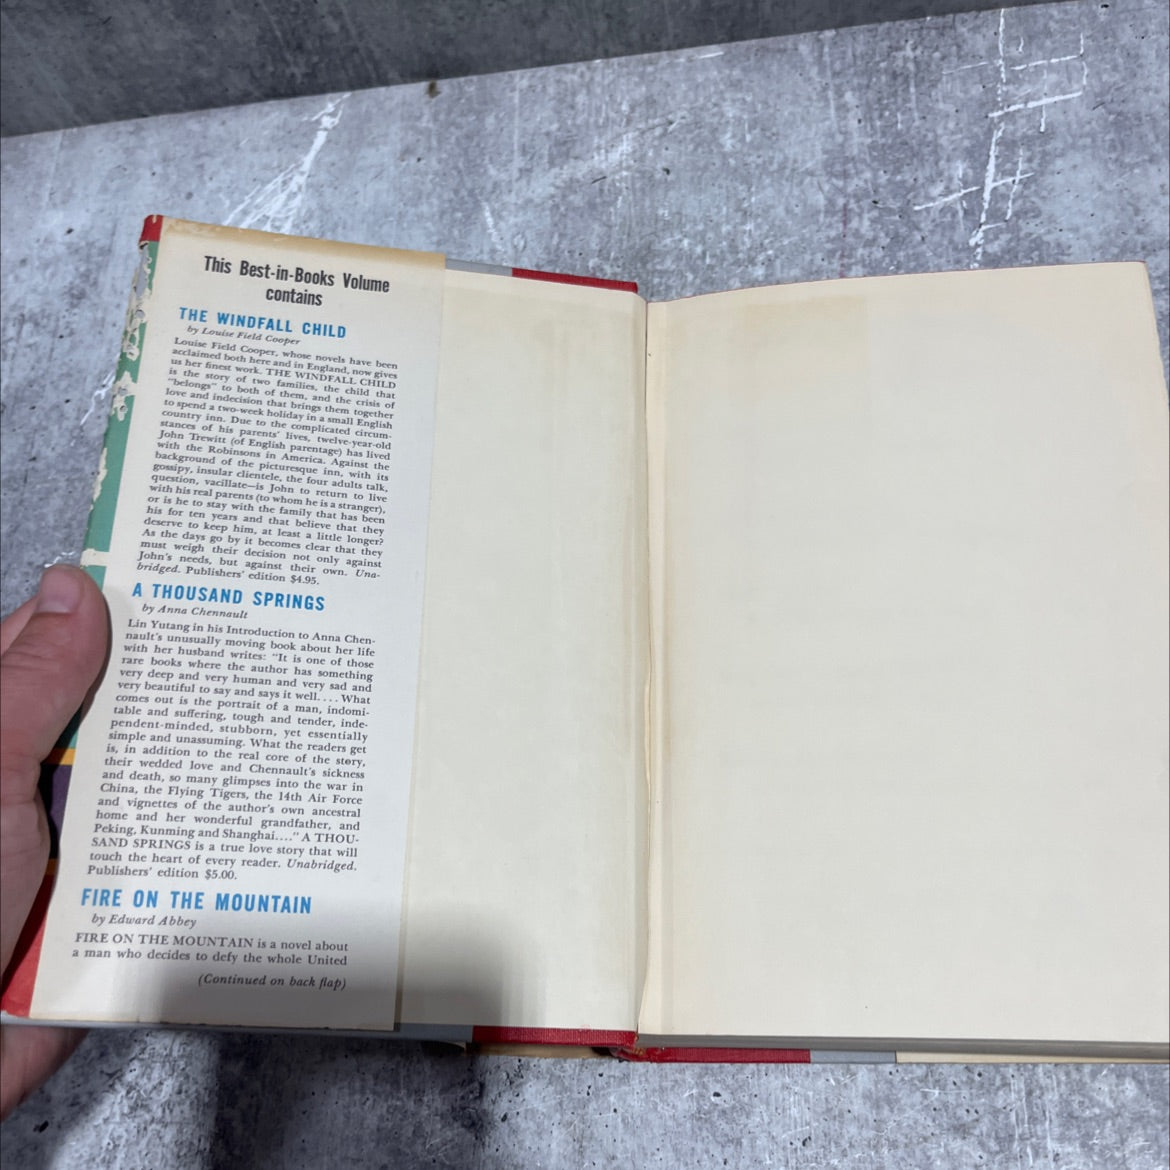 This Best-in-Books Volume
contains
THE WINDFALL CHILD
by Louise Field Cooper
Louise Field Cooper, whose novels have been
acclaimed both here and in England, now gives
us her finest work. THE WINDFALL CHILD
is the story of two families, the child that
"belongs" to both of them, and the crisis of
love and indecision that brings them together
to spend a two-week holiday in a small English
country inn. Due to the complicated circum-
stances of his parents' lives, twelve-year-old
John Trewitt (of English parentage) has lived
with the Robinsons in America. Against the
background of the picturesque inn, with its
gossipy, insular clientele, the four adults talk,
question, vacillate—is John to return to live
with his real parents (to whom he is a stranger),
or is he to stay with the family that has been
his for ten years and that believe that they
deserve to keep him, at least a little longer?
As the days go by it becomes clear that they
must weigh their decision not only against
John's needs, but against their own. Una-
bridged. Publishers' edition $4.95.
A THOUSAND SPRINGS
by Anna Chennault
Lin Yutang in his Introduction to Anna Chen-
nault's unusually moving book about her life
with her husband writes: "It is one of those
rare books where the author has something
very deep and very human and very sad and
very beautiful to say and says it well. . . . What
comes out is the portrait of a man, indomi-
table and suffering, tough and tender, inde-
pendent-minded, stubborn, yet essentially
simple and unassuming. What the readers get
is, in addition to the real core of the story,
their wedded love and Chennault's sickness
and death, so many glimpses into the war in
China, the Flying Tigers, the 14th Air Force
and vignettes of the author's own ancestral
home and her wonderful grandfather, and
Peking, Kunming and Shanghai...." A THOU-
SAND SPRINGS is a true love story that will
touch the heart of every reader. Unabridged.
Publishers' edition $5.00.
FIRE ON THE MOUNTAIN
by Edward Abbey
FIRE ON THE MOUNTAIN is a novel about
a man who decides to defy the whole United
(Continued on back flap)